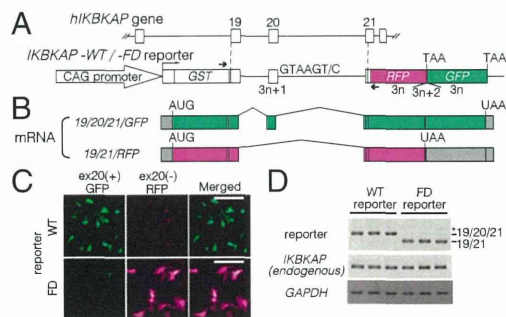 A
hIKBKAP gene
19 20 21
IKBKAP -WT / -FD reporter
CAG promoter
GST
GTAAGT/C
3n+1
TAA TAA
RFP GFP
3n 3n+2 3n
B
mRNA
19/20/21/GFP
AUG UAA
19/21/RFP
AUG UAA
C
ex20(+) GFP
ex20(-) RFP
Merged
reporter
WT
FD
D
WT reporter
FD reporter
reporter
19/20/21
19/21
IKBKAP (endogenous)
GAPDH